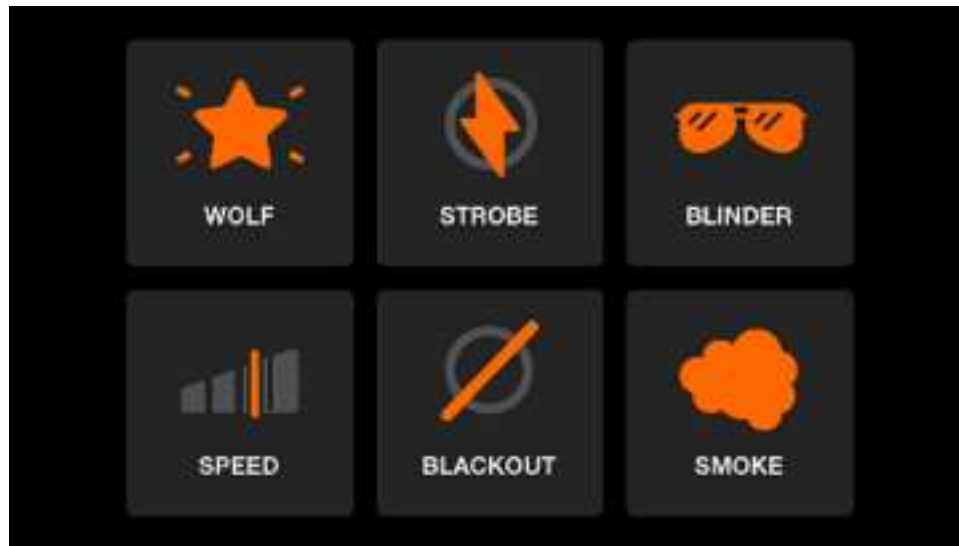 WOLF
STROBE
BLINDER
SPEED
BLACKOUT
SMOKE